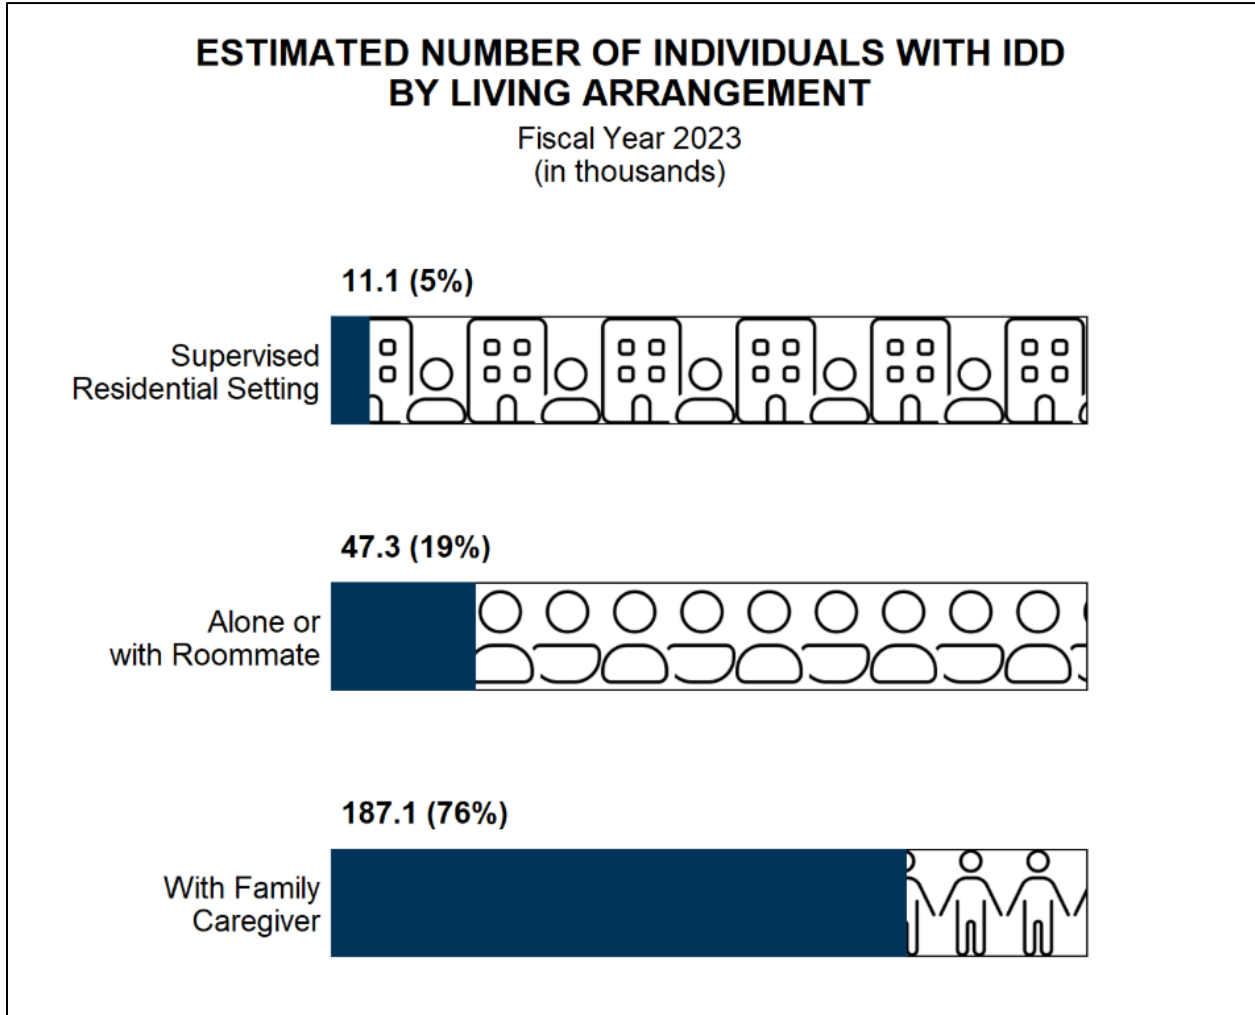 ESTIMATED NUMBER OF INDIVIDUALS WITH IDD
BY LIVING ARRANGEMENT
Fiscal Year 2023
(in thousands)
11.1 (5%)
Supervised
Residential Setting
47.3 (19%)
Alone or
with Roommate
187.1 (76%)
With Family
Caregiver